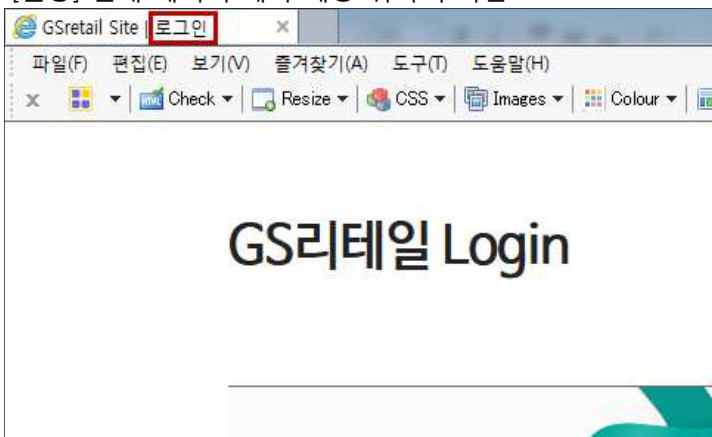 GSretail Site | 로그인
파일(F) 편집(E) 보기(V) 즐겨찾기(A) 도구(T) 도움말(H)
x Check Resize CSS Images Colour
GS리테일 Login